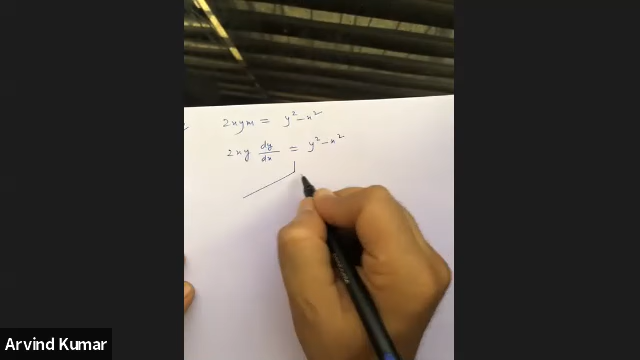 2xym = y² - x²
2xy dy/dx = y² - x²
Arvind Kumar